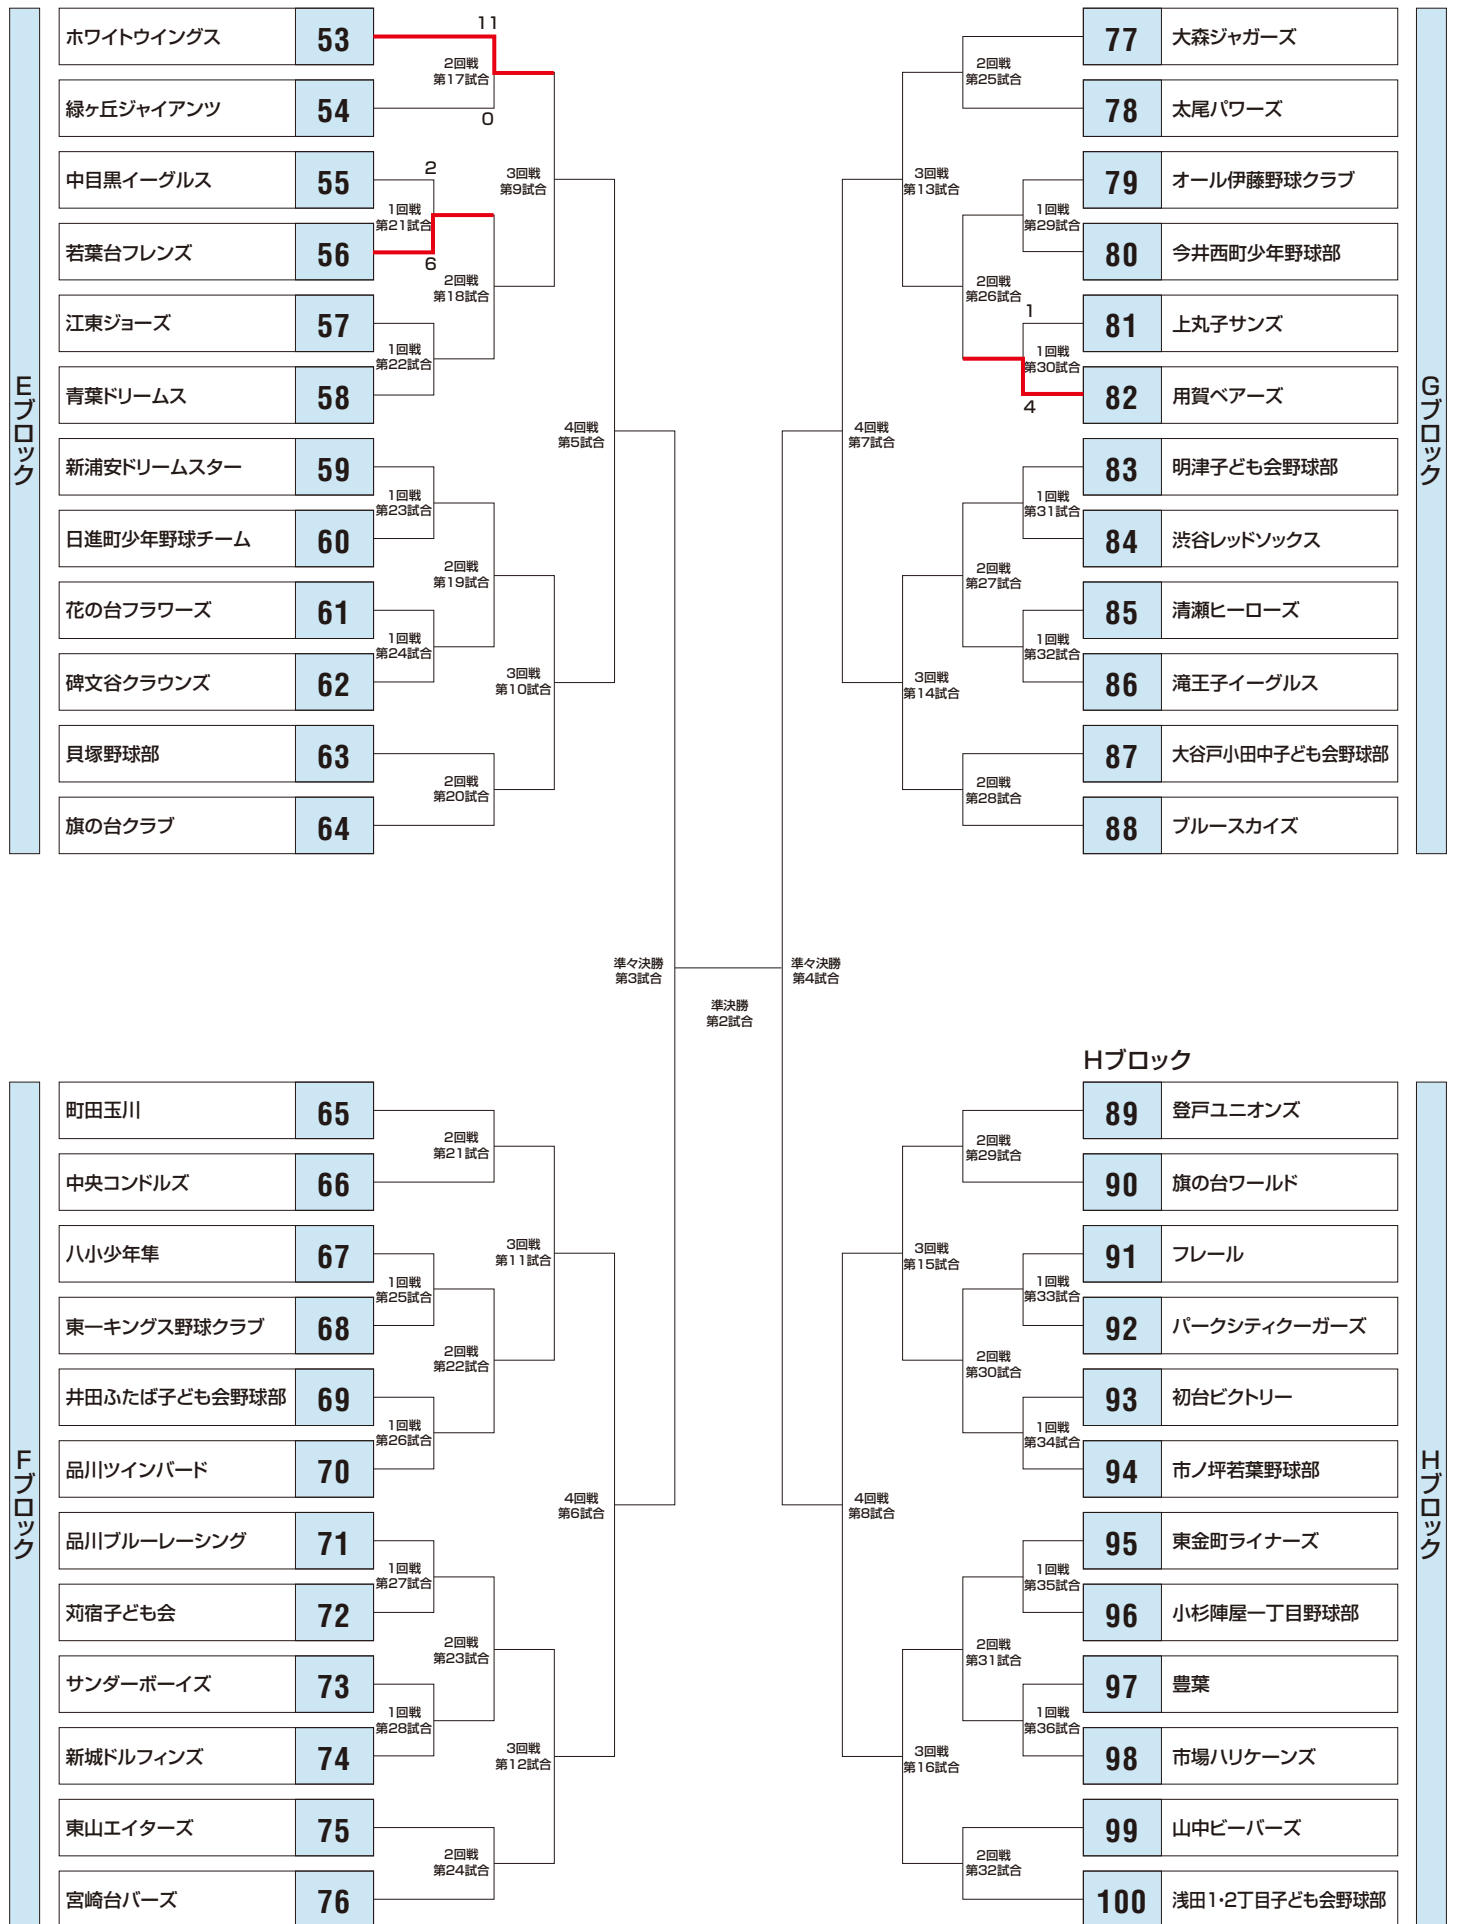 Eブロック
ホワイトウイングス 53
緑ヶ丘ジャイアンツ 54
中目黒イーグルス 55
若葉台フレンズ 56
江東ジョーズ 57
青葉ドリームス 58
新浦安ドリームスター 59
日進町少年野球チーム 60
花の台フラワーズ 61
碑文谷クラウンズ 62
貝塚野球部 63
旗の台クラブ 64
11
2回戦
第17試合
0
2
1回戦
第21試合
6
2回戦
第18試合
1回戦
第22試合
3回戦
第9試合
4回戦
第5試合
1回戦
第23試合
2回戦
第19試合
1回戦
第24試合
3回戦
第10試合
2回戦
第20試合
Gブロック
77 大森ジャガーズ
78 太尾パワーズ
79 オール伊藤野球クラブ
80 今井西町少年野球部
81 上丸子サンズ
82 用賀ベアーズ
83 明津子ども会野球部
84 渋谷レッドソックス
85 清瀬ヒーローズ
86 滝王子イーグルス
87 大谷戸小田中子ども会野球部
88 ブルースカイズ
2回戦
第25試合
3回戦
第13試合
1回戦
第29試合
2回戦
第26試合
1
1回戦
第30試合
4
4回戦
第7試合
1回戦
第31試合
2回戦
第27試合
1回戦
第32試合
3回戦
第14試合
2回戦
第28試合
準々決勝
第3試合
準決勝
第2試合
準々決勝
第4試合
Fブロック
町田玉川 65
中央コンドルズ 66
八小少年隼 67
東一キングス野球クラブ 68
井田ふたば子ども会野球部 69
品川ツインバード 70
品川ブルーレーシング 71
苅宿子ども会 72
サンダーボーイズ 73
新城ドルフィンズ 74
東山エイターズ 75
宮崎台バーズ 76
2回戦
第21試合
3回戦
第11試合
1回戦
第25試合
2回戦
第22試合
1回戦
第26試合
4回戦
第6試合
1回戦
第27試合
2回戦
第23試合
1回戦
第28試合
3回戦
第12試合
2回戦
第24試合
Hブロック
Hブロック
89 登戸ユニオンズ
90 旗の台ワールド
91 フレール
92 パークシティクーガーズ
93 初台ビクトリー
94 市ノ坪若葉野球部
95 東金町ライナーズ
96 小杉陣屋一丁目野球部
97 豊葉
98 市場ハリケーンズ
99 山中ビーバーズ
100 浅田1・2丁目子ども会野球部
2回戦
第29試合
3回戦
第15試合
1回戦
第33試合
2回戦
第30試合
1回戦
第34試合
4回戦
第8試合
1回戦
第35試合
2回戦
第31試合
1回戦
第36試合
3回戦
第16試合
2回戦
第32試合